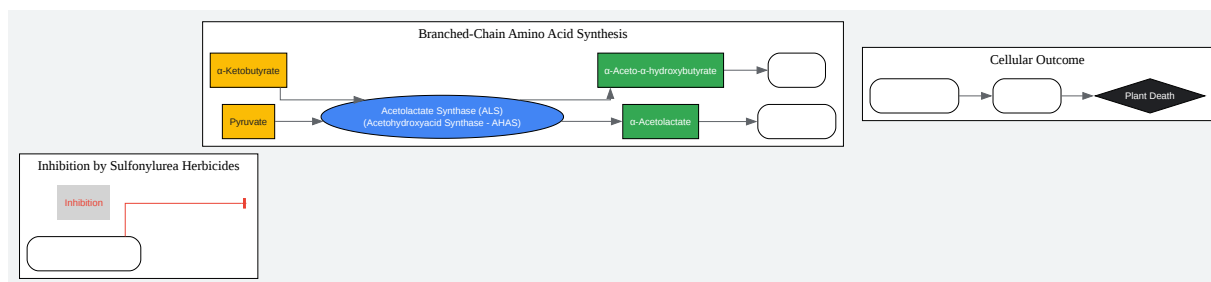 Branched-Chain Amino Acid Synthesis
α-Ketobutyrate
α-Aceto-α-hydroxybutyrate
Pyruvate
Acetolactate Synthase (ALS)
(Acetohydroxyacid Synthase - AHAS)
α-Acetolactate
Cellular Outcome
Plant Death
Inhibition by Sulfonylurea Herbicides
Inhibition